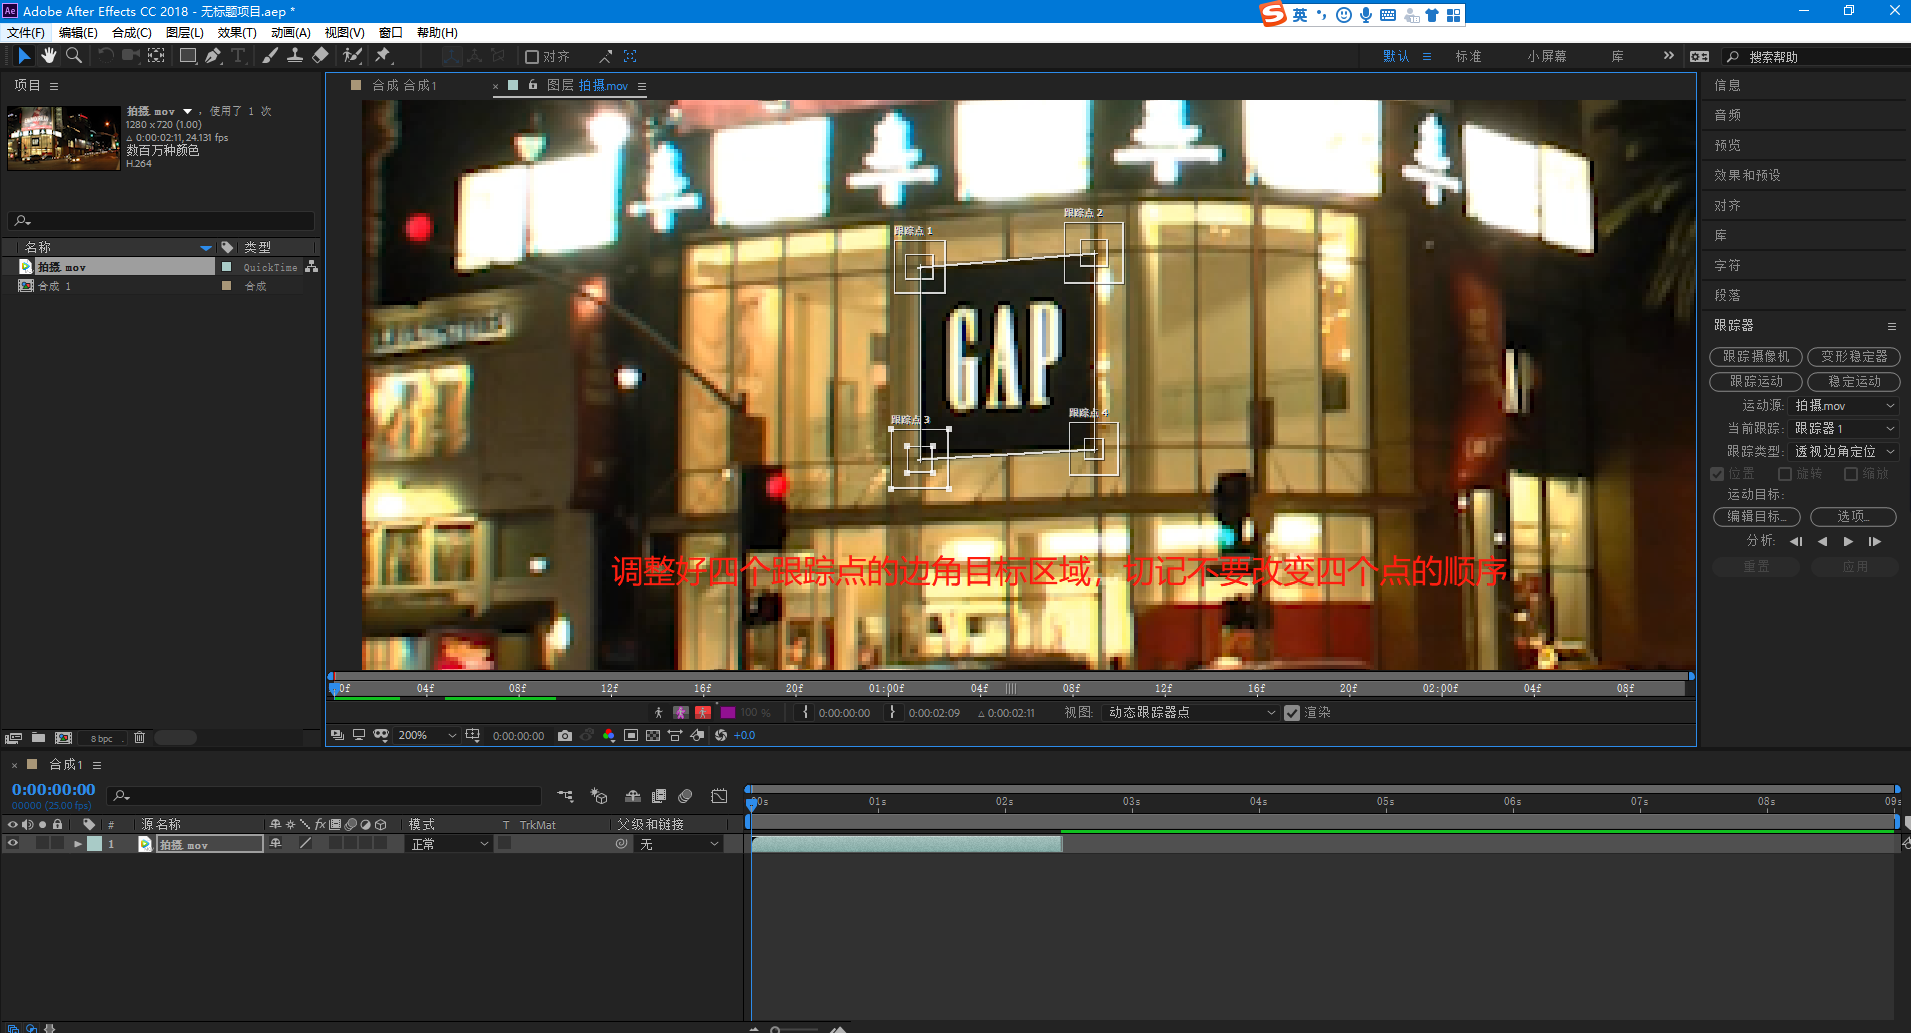 Adobe After Effects CC 2018 - 无标题项目.aep *
英
文件(F) 编辑(E) 合成(C) 图层(L) 效果(T) 动画(A) 视图(V) 窗口 帮助(H)
对齐 默认 标准 小屏幕 库 搜索帮助
项目
拍摄.mov , 使用了 1 次
1280 x 720 (1.00)
△ 0:00:02:11, 24.131 fps
数百万种颜色
H.264
名称 类型
拍摄.mov QuickTime
合成 1 合成
8 bpc
合成 合成1 图层 拍摄.mov
跟踪点 1
跟踪点 2
GAP
跟踪点 3
跟踪点 4
调整好四个跟踪点的边角目标区域，切记不要改变四个点的顺序
00f 04f 08f 12f 16f 20f 01:00f 04f 08f 12f 16f 20f 02:00f 04f 08f
100 % 0:00:00:00 0:00:02:09 △ 0:00:02:11 视图: 动态跟踪器点 渲染
200% 0:00:00:00 +0.0
信息
音频
预览
效果和预设
对齐
库
字符
段落
跟踪器
跟踪摄像机 变形稳定器
跟踪运动 稳定运动
运动源: 拍摄.mov
当前跟踪: 跟踪器 1
跟踪类型: 透视边角定位
位置 旋转 缩放
运动目标:
编辑目标... 选项...
分析:
重置 应用
合成1
0:00:00:00
00000 (25.00 fps)
00s 01s 02s 03s 04s 05s 06s 07s 08s 09s
# 源名称 fx 模式 T TrkMat 父级和链接
1 拍摄.mov 正常 无